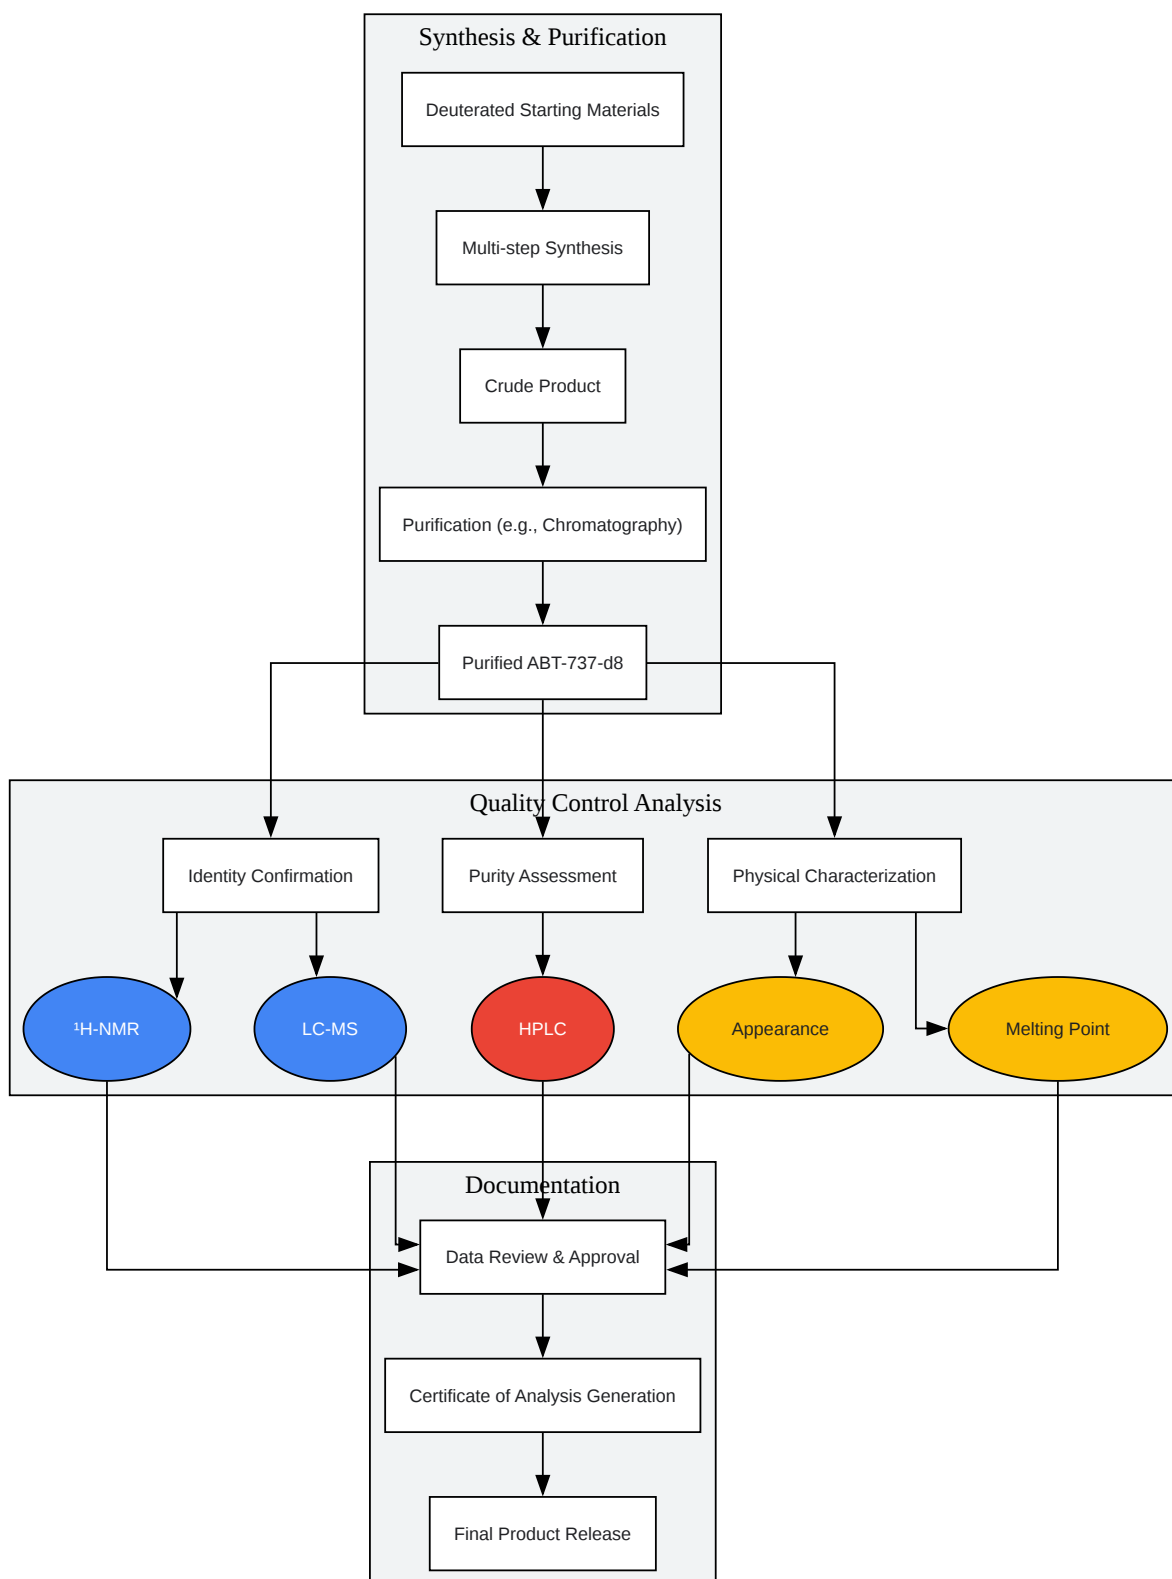 Synthesis & Purification
Deuterated Starting Materials
Multi-step Synthesis
Crude Product
Purification (e.g., Chromatography)
Purified ABT-737-d8
Quality Control Analysis
Identity Confirmation
Purity Assessment
Physical Characterization
¹H-NMR
LC-MS
HPLC
Appearance
Melting Point
Documentation
Data Review & Approval
Certificate of Analysis Generation
Final Product Release